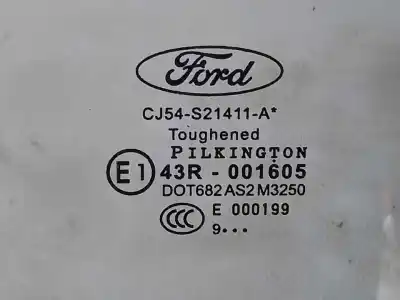 Ford
CJ54-S21411-A*
Toughened
PILKINGTON
E1 43R - 001605
DOT682 AS2 M3250
CCC E 000199
9•••